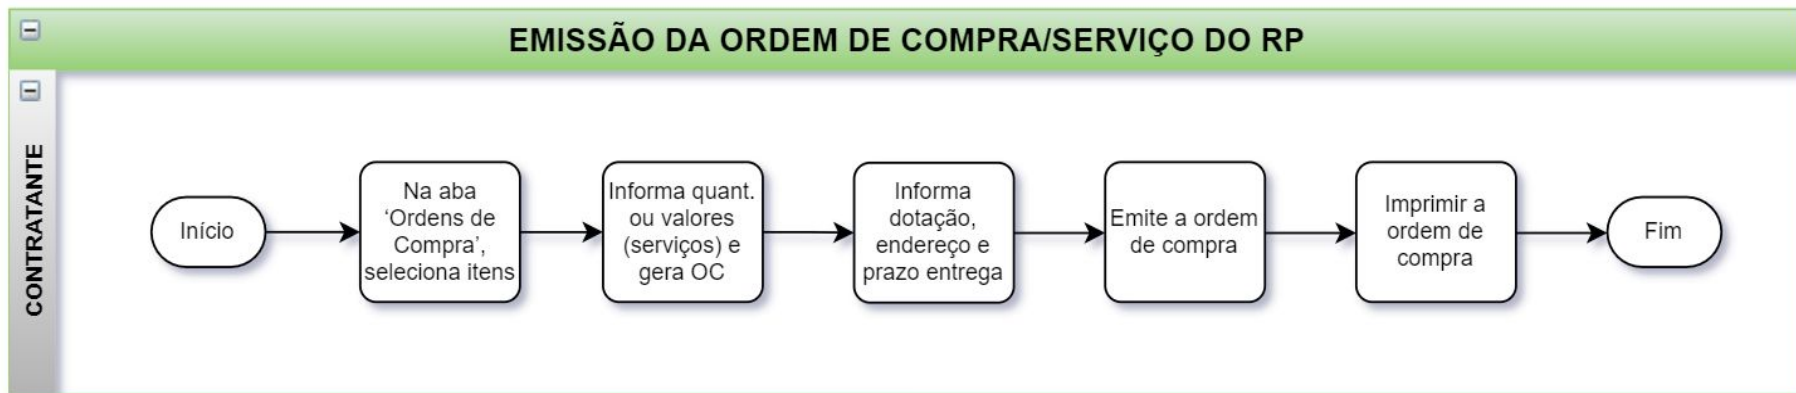 EMISSÃO DA ORDEM DE COMPRA/SERVIÇO DO RP
CONTRATANTE
Início
Na aba
‘Ordens de
Compra’,
seleciona itens
Informa quant.
ou valores
(serviços) e
gera OC
Informa
dotação,
endereço e
prazo entrega
Emite a ordem
de compra
Imprimir a
ordem de
compra
Fim